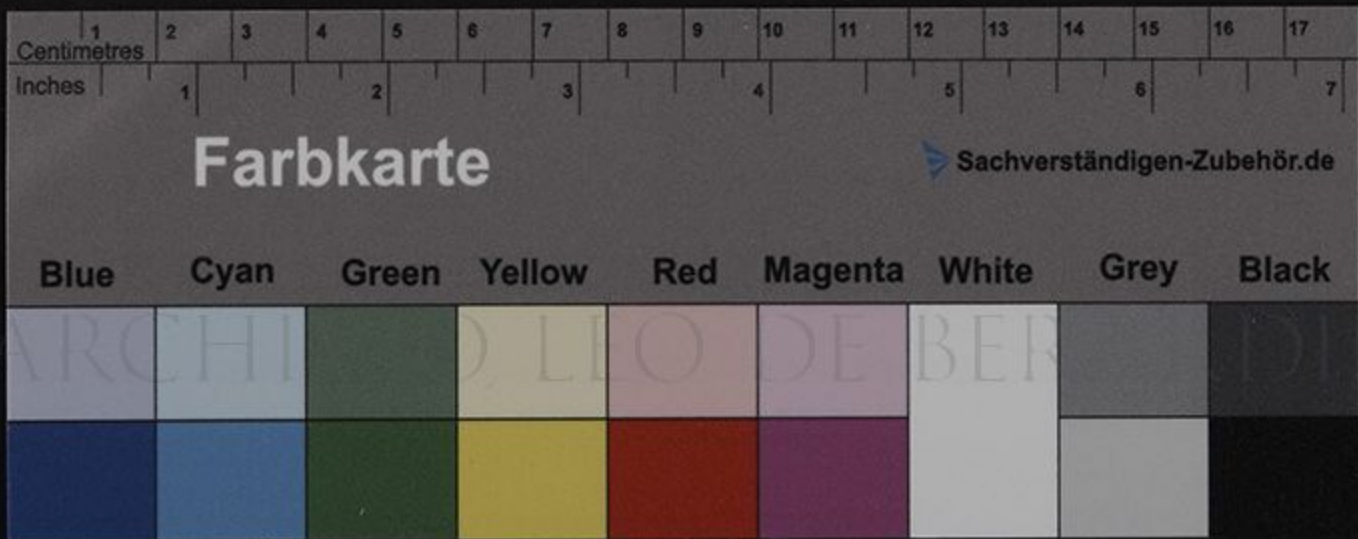 1 2 3 4 5 6 7 8 9 10 11 12 13 14 15 16 17
Centimetres
Inches
1 2 3 4 5 6 7
Farbkarte
Sachverständigen-Zubehör.de
Blue Cyan Green Yellow Red Magenta White Grey Black
LEO DE